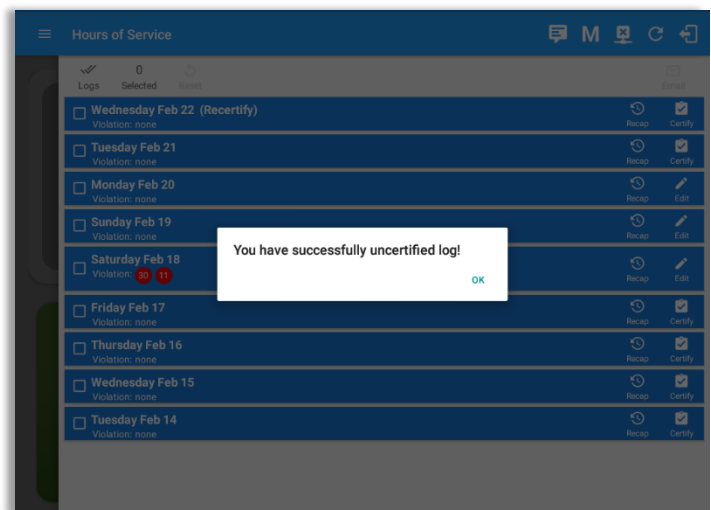 Hours of Service
M
0
Logs Selected Reset Email
Wednesday Feb 22 (Recertify)
Violation: none
Recap Certify
Tuesday Feb 21
Violation: none
Recap Certify
Monday Feb 20
Violation: none
Recap Edit
Sunday Feb 19
Violation: none
Recap Edit
Saturday Feb 18
Violation: 30 11
Recap Edit
You have successfully uncertified log!
OK
Friday Feb 17
Violation: none
Recap Certify
Thursday Feb 16
Violation: none
Recap Certify
Wednesday Feb 15
Violation: none
Recap Certify
Tuesday Feb 14
Violation: none
Recap Certify